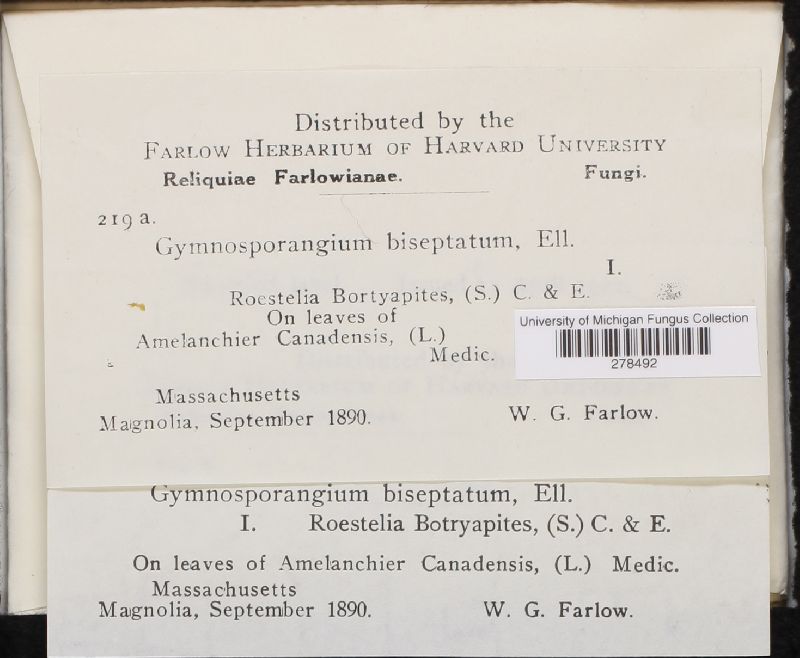 Distributed by the
FARLOW HERBARIUM OF HARVARD UNIVERSITY
Reliquiae Farlowianae. Fungi.
219 a.
Gymnosporangium biseptatum, Ell.
I.
Roestelia Bortyapites, (S.) C. & E.
On leaves of
Amelanchier Canadensis, (L.)
Medic.
University of Michigan Fungus Collection
278492
Massachusetts
Magnolia, September 1890. W. G. Farlow.
Gymnosporangium biseptatum, Ell.
I. Roestelia Botryapites, (S.) C. & E.
On leaves of Amelanchier Canadensis, (L.) Medic.
Massachusetts
Magnolia, September 1890. W. G. Farlow.